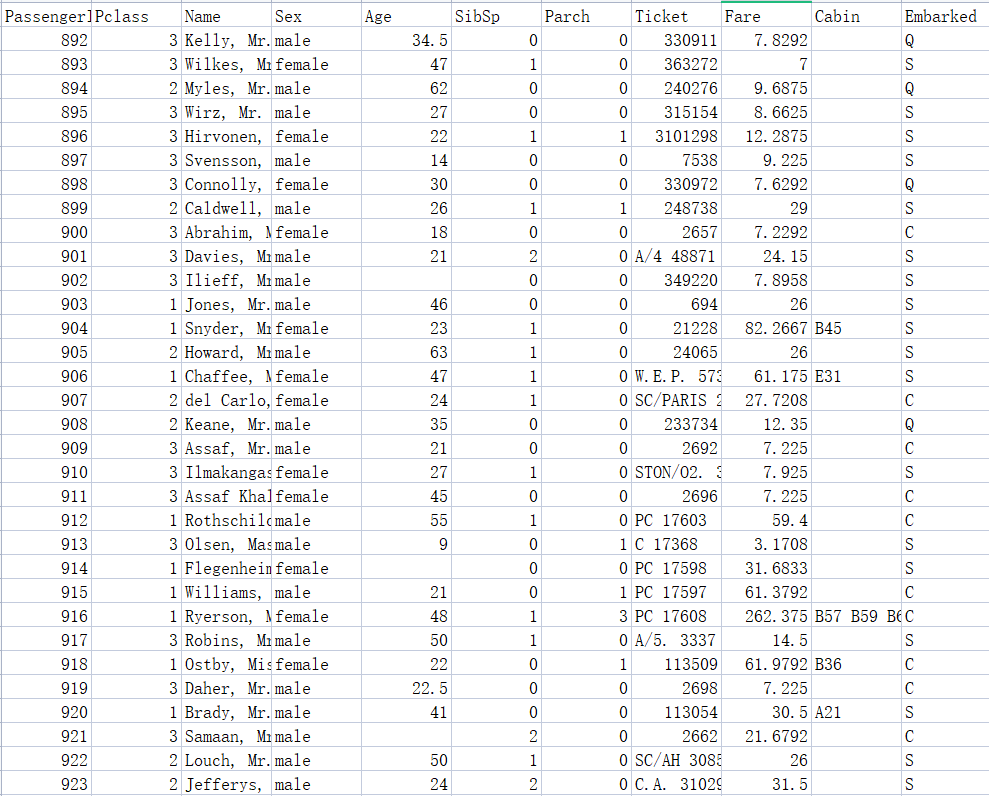 PassengerI Pclass Name Sex Age SibSp Parch Ticket Fare Cabin Embarked
892 3 Kelly, Mr. male 34.5 0 0 330911 7.8292 Q
893 3 Wilkes, Mr female 47 1 0 363272 7 S
894 2 Myles, Mr. male 62 0 0 240276 9.6875 Q
895 3 Wirz, Mr. male 27 0 0 315154 8.6625 S
896 3 Hirvonen, female 22 1 1 3101298 12.2875 S
897 3 Svensson, male 14 0 0 7538 9.225 S
898 3 Connolly, female 30 0 0 330972 7.6292 Q
899 2 Caldwell, male 26 1 1 248738 29 S
900 3 Abrahim, M female 18 0 0 2657 7.2292 C
901 3 Davies, Mr male 21 2 0 A/4 48871 24.15 S
902 3 Ilieff, Mr male 0 0 349220 7.8958 S
903 1 Jones, Mr. male 46 0 0 694 26 S
904 1 Snyder, Mr female 23 1 0 21228 82.2667 B45 S
905 2 Howard, Mr male 63 1 0 24065 26 S
906 1 Chaffee, M female 47 1 0 W.E.P. 573 61.175 E31 S
907 2 del Carlo, female 24 1 0 SC/PARIS 2 27.7208 C
908 2 Keane, Mr. male 35 0 0 233734 12.35 Q
909 3 Assaf, Mr. male 21 0 0 2692 7.225 C
910 3 Ilmakangas female 27 1 0 STON/O2. 3 7.925 S
911 3 Assaf Khal female 45 0 0 2696 7.225 C
912 1 Rothschild male 55 1 0 PC 17603 59.4 C
913 3 Olsen, Mas male 9 0 1 C 17368 3.1708 S
914 1 Flegenheim female 0 0 PC 17598 31.6833 S
915 1 Williams, male 21 0 1 PC 17597 61.3792 C
916 1 Ryerson, M female 48 1 3 PC 17608 262.375 B57 B59 B6 C
917 3 Robins, Mr male 50 1 0 A/5. 3337 14.5 S
918 1 Ostby, Mis female 22 0 1 113509 61.9792 B36 C
919 3 Daher, Mr. male 22.5 0 0 2698 7.225 C
920 1 Brady, Mr. male 41 0 0 113054 30.5 A21 S
921 3 Samaan, Mr male 2 0 2662 21.6792 C
922 2 Louch, Mr. male 50 1 0 SC/AH 3085 26 S
923 2 Jefferys, male 24 2 0 C.A. 31029 31.5 S